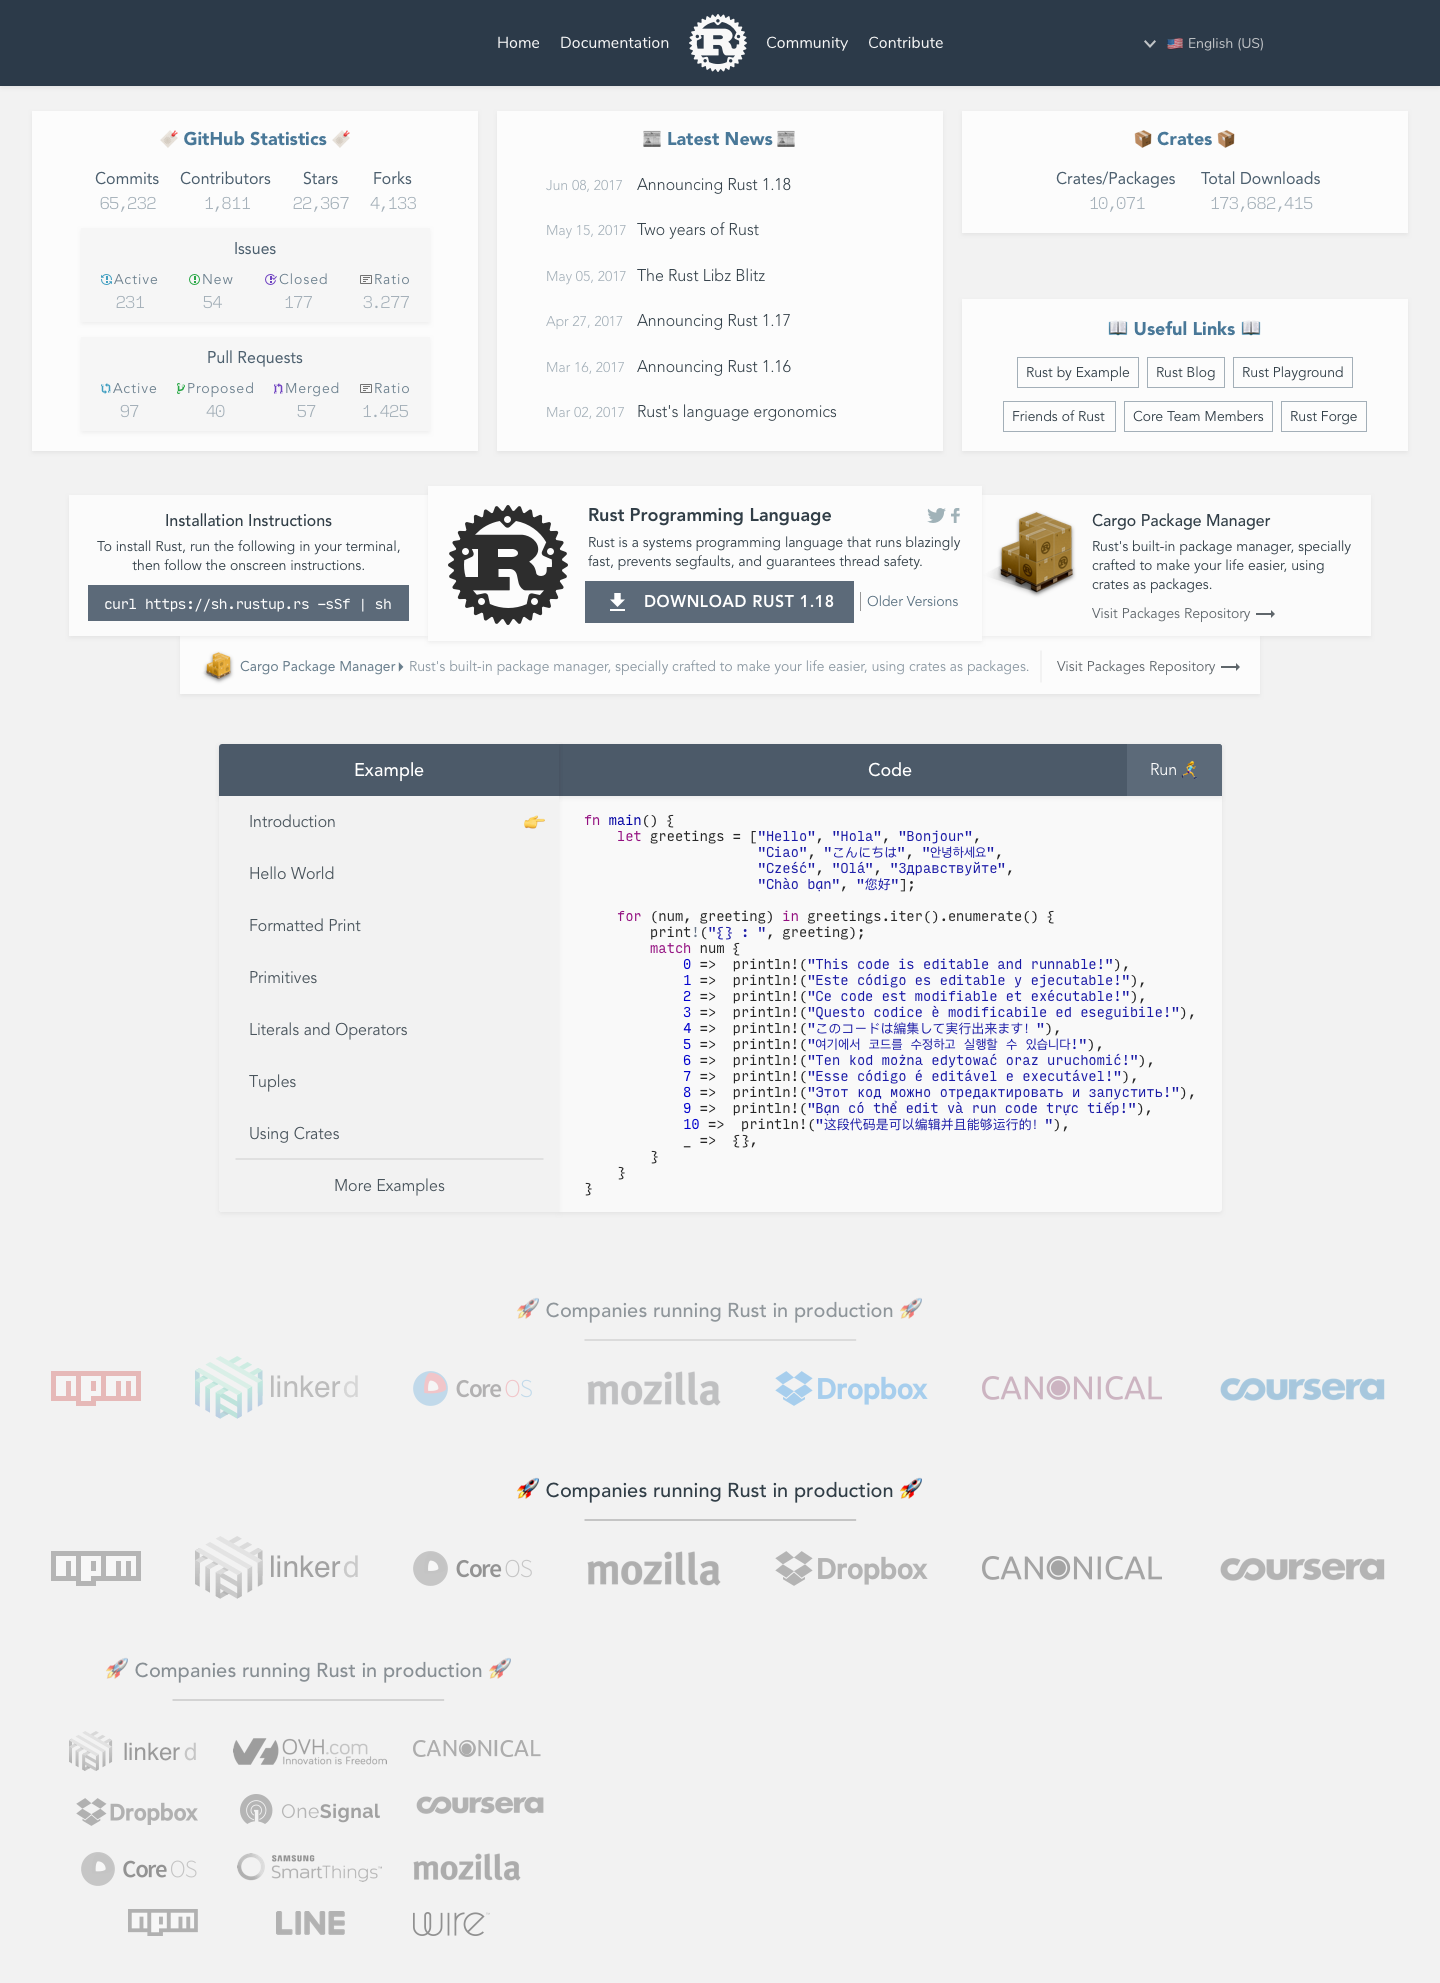 Home Documentation Community Contribute English (US)
GitHub Statistics
Commits Contributors Stars Forks
65,232 1,811 22,367 4,133
Issues
Active New Closed Ratio
231 54 177 3.277
Pull Requests
Active Proposed Merged Ratio
97 40 57 1.425
Latest News
Jun 08, 2017 Announcing Rust 1.18
May 15, 2017 Two years of Rust
May 05, 2017 The Rust Libz Blitz
Apr 27, 2017 Announcing Rust 1.17
Mar 16, 2017 Announcing Rust 1.16
Mar 02, 2017 Rust's language ergonomics
Crates
Crates/Packages Total Downloads
10,071 173,682,415
Useful Links
Rust by Example Rust Blog Rust Playground
Friends of Rust Core Team Members Rust Forge
Installation Instructions
To install Rust, run the following in your terminal,
then follow the onscreen instructions.
curl https://sh.rustup.rs -sSf | sh
R
Rust Programming Language
Rust is a systems programming language that runs blazingly
fast, prevents segfaults, and guarantees thread safety.
DOWNLOAD RUST 1.18 Older Versions
Cargo Package Manager
Rust's built-in package manager, specially
crafted to make your life easier, using
crates as packages.
Visit Packages Repository
Cargo Package Manager Rust's built-in package manager, specially crafted to make your life easier, using crates as packages. Visit Packages Repository
Example Code Run
Introduction
Hello World
Formatted Print
Primitives
Literals and Operators
Tuples
Using Crates
More Examples
fn main() {
let greetings = ["Hello", "Hola", "Bonjour",
"Ciao", "こんにちは", "안녕하세요",
"Cześć", "Olá", "Здравствуйте",
"Chào bạn", "您好"];
for (num, greeting) in greetings.iter().enumerate() {
print!("{} : ", greeting);
match num {
0 => println!("This code is editable and runnable!"),
1 => println!("Este código es editable y ejecutable!"),
2 => println!("Ce code est modifiable et exécutable!"),
3 => println!("Questo codice è modificabile ed eseguibile!"),
4 => println!("このコードは編集して実行出来ます！"),
5 => println!("여기에서 코드를 수정하고 실행할 수 있습니다!"),
6 => println!("Ten kod można edytować oraz uruchomić!"),
7 => println!("Esse código é editável e executável!"),
8 => println!("Этот код можно отредактировать и запустить!"),
9 => println!("Bạn có thể edit và run code trực tiếp!"),
10 => println!("这段代码是可以编辑并且能够运行的！"),
_ => {},
}
}
}
Companies running Rust in production
npm linkerd CoreOS mozilla Dropbox CANONICAL coursera
Companies running Rust in production
npm linkerd CoreOS mozilla Dropbox CANONICAL coursera
Companies running Rust in production
linkerd OVH.com CANONICAL
Innovation is Freedom
Dropbox OneSignal coursera
CoreOS SAMSUNG SmartThings™ mozilla
npm LINE wire™